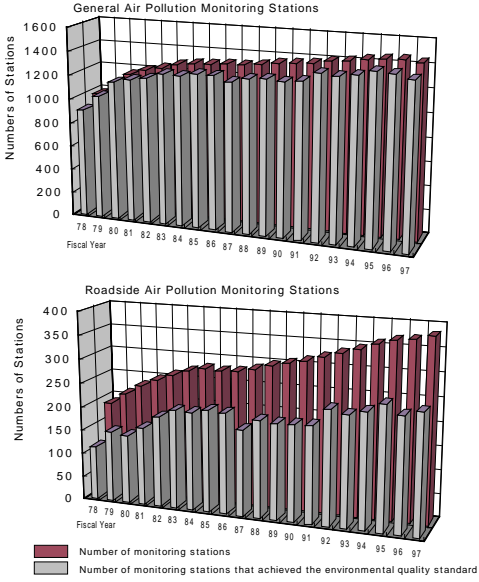 General Air Pollution Monitoring Stations
Numbers of Stations
1600
1400
1200
1000
800
600
400
200
0
78 79 80 81 82 83 84 85 86 87 88 89 90 91 92 93 94 95 96 97
Fiscal Year
Roadside Air Pollution Monitoring Stations
Numbers of Stations
400
350
300
250
200
150
100
50
0
78 79 80 81 82 83 84 85 86 87 88 89 90 91 92 93 94 95 96 97
Fiscal Year
Number of monitoring stations
Number of monitoring stations that achieved the environmental quality standard